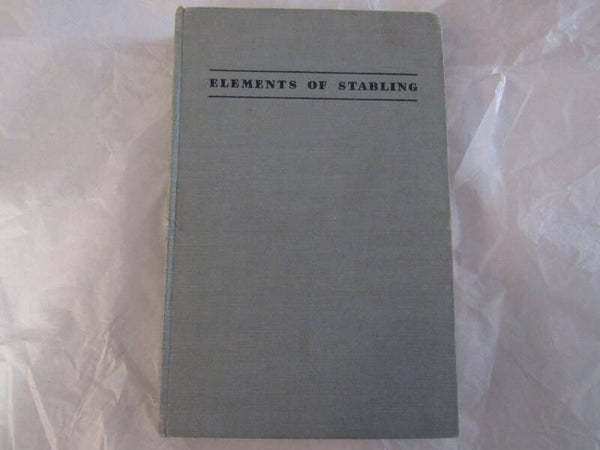 ELEMENTS OF STABLING